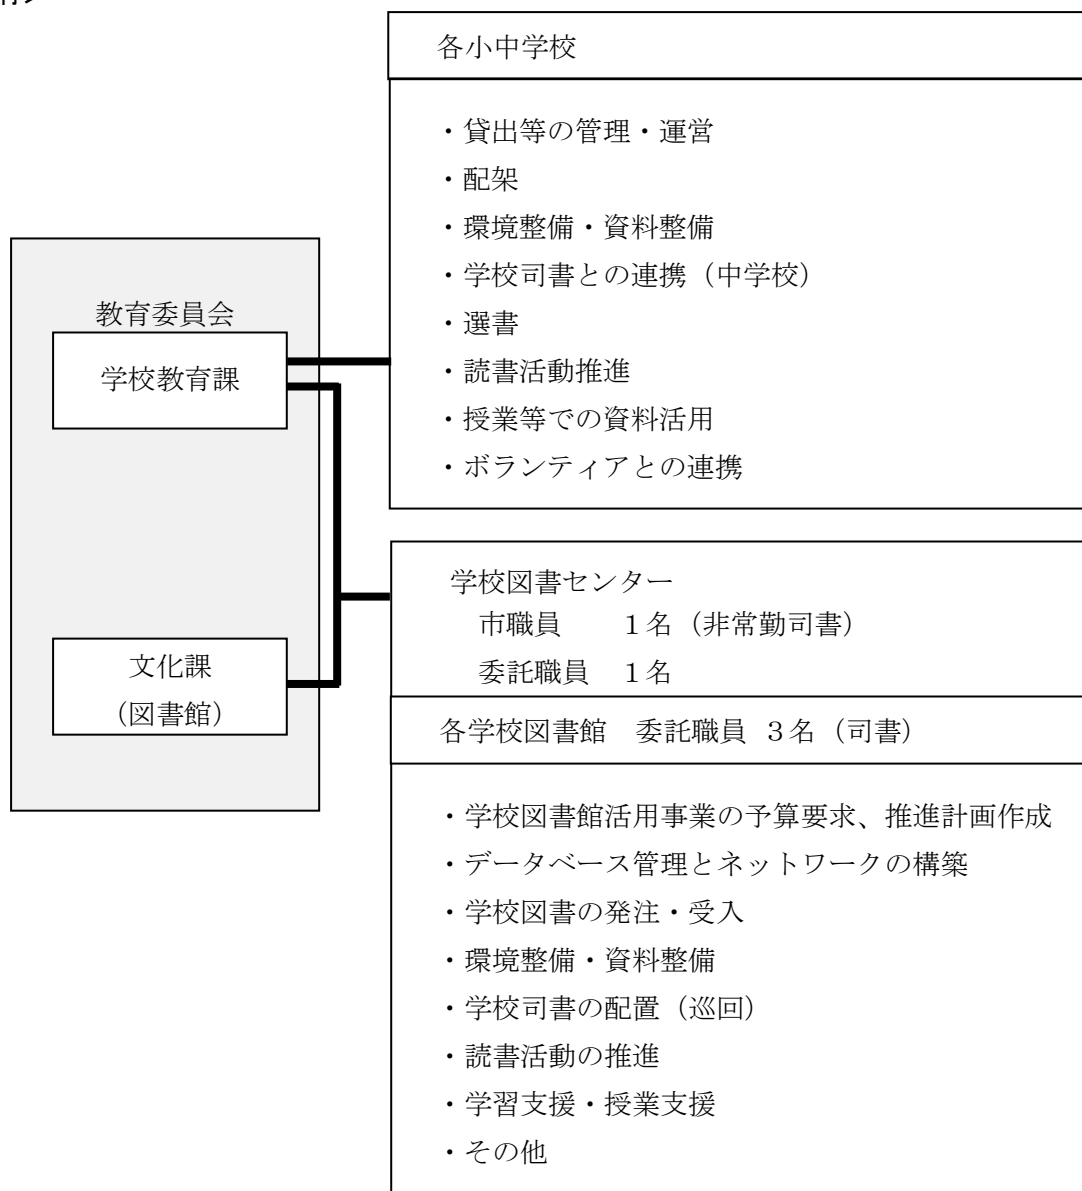 各小中学校
・貸出等の管理・運営
・配架
・環境整備・資料整備
・学校司書との連携（中学校）
・選書
・読書活動推進
・授業等での資料活用
・ボランティアとの連携
教育委員会
学校教育課
文化課
（図書館）
学校図書センター
市職員　　１名（非常勤司書）
委託職員　１名
各学校図書館　委託職員　３名（司書）
・学校図書館活用事業の予算要求、推進計画作成
・データベース管理とネットワークの構築
・学校図書の発注・受入
・環境整備・資料整備
・学校司書の配置（巡回）
・読書活動の推進
・学習支援・授業支援
・その他